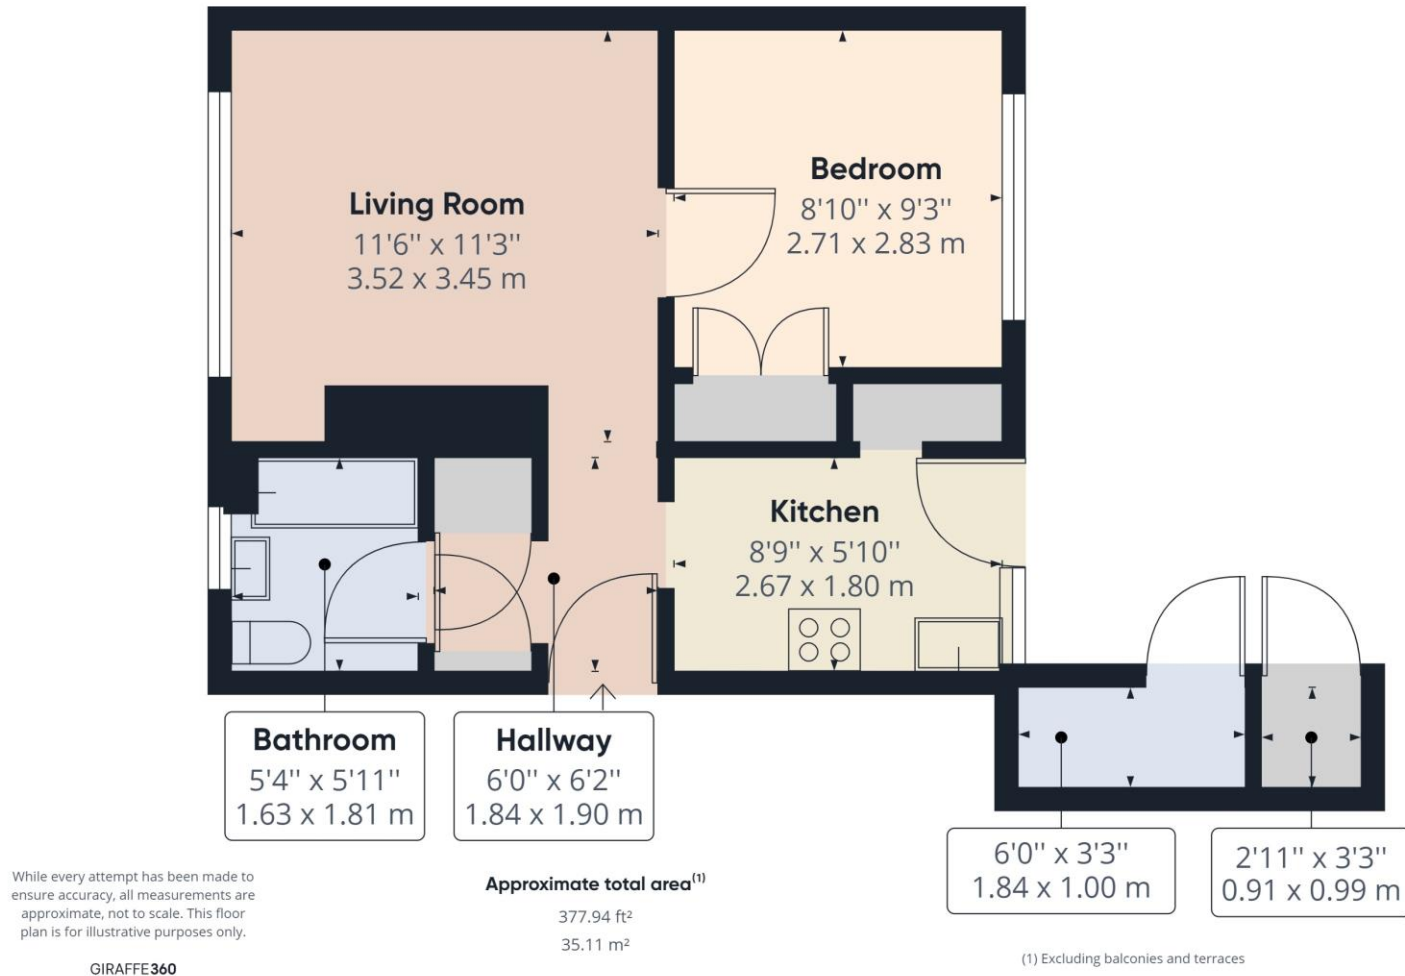 Living Room
11'6'' x 11'3''
3.52 x 3.45 m
Bedroom
8'10'' x 9'3''
2.71 x 2.83 m
Kitchen
8'9'' x 5'10''
2.67 x 1.80 m
Bathroom
5'4'' x 5'11''
1.63 x 1.81 m
Hallway
6'0'' x 6'2''
1.84 x 1.90 m
6'0'' x 3'3''
1.84 x 1.00 m
2'11'' x 3'3''
0.91 x 0.99 m
While every attempt has been made to
ensure accuracy, all measurements are
approximate, not to scale. This floor
plan is for illustrative purposes only.
GIRAFFE360
Approximate total area(1)
377.94 ft²
35.11 m²
(1) Excluding balconies and terraces